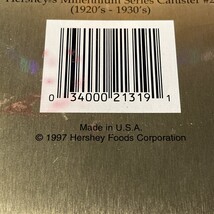 Hershey's Millennium Series Canister #2
(1920's - 1930's)
0 34000 21319 1
Made in U.S.A.
© 1997 Hershey Foods Corporation